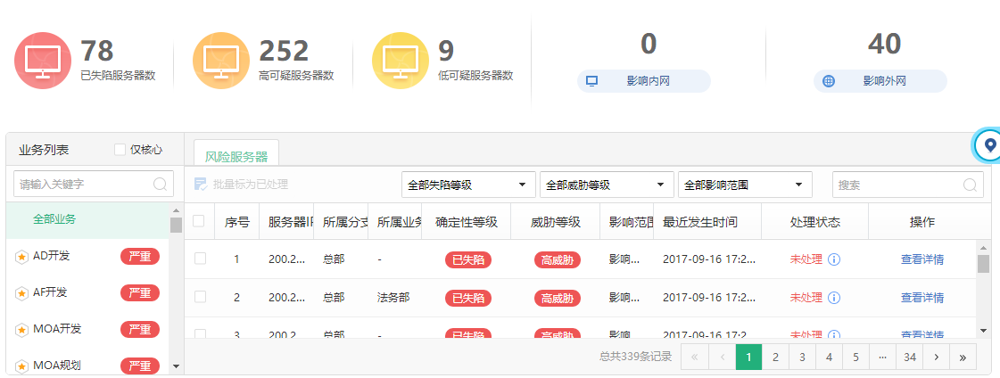 78
已失陷服务器数
252
高可疑服务器数
9
低可疑服务器数
0
影响内网
40
影响外网
业务列表 仅核心
请输入关键字
全部业务
AD开发 严重
AF开发 严重
MOA开发 严重
MOA规划 严重
风险服务器
批量标为已处理 全部失陷等级 全部威胁等级 全部影响范围 搜索
序号 服务器IP 所属分支 所属业务 确定性等级 威胁等级 影响范围 最近发生时间 处理状态 操作
1 200.2... 总部 - 已失陷 高威胁 影响... 2017-09-16 17:2... 未处理 查看详情
2 200.2... 总部 法务部 已失陷 高威胁 影响... 2017-09-16 17:2... 未处理 查看详情
3 200.2... 总部 - 已失陷 高威胁 影响... 2017-09-16 17:2... 未处理 查看详情
总共339条记录 « ‹ 1 2 3 4 5 ... 34 › »